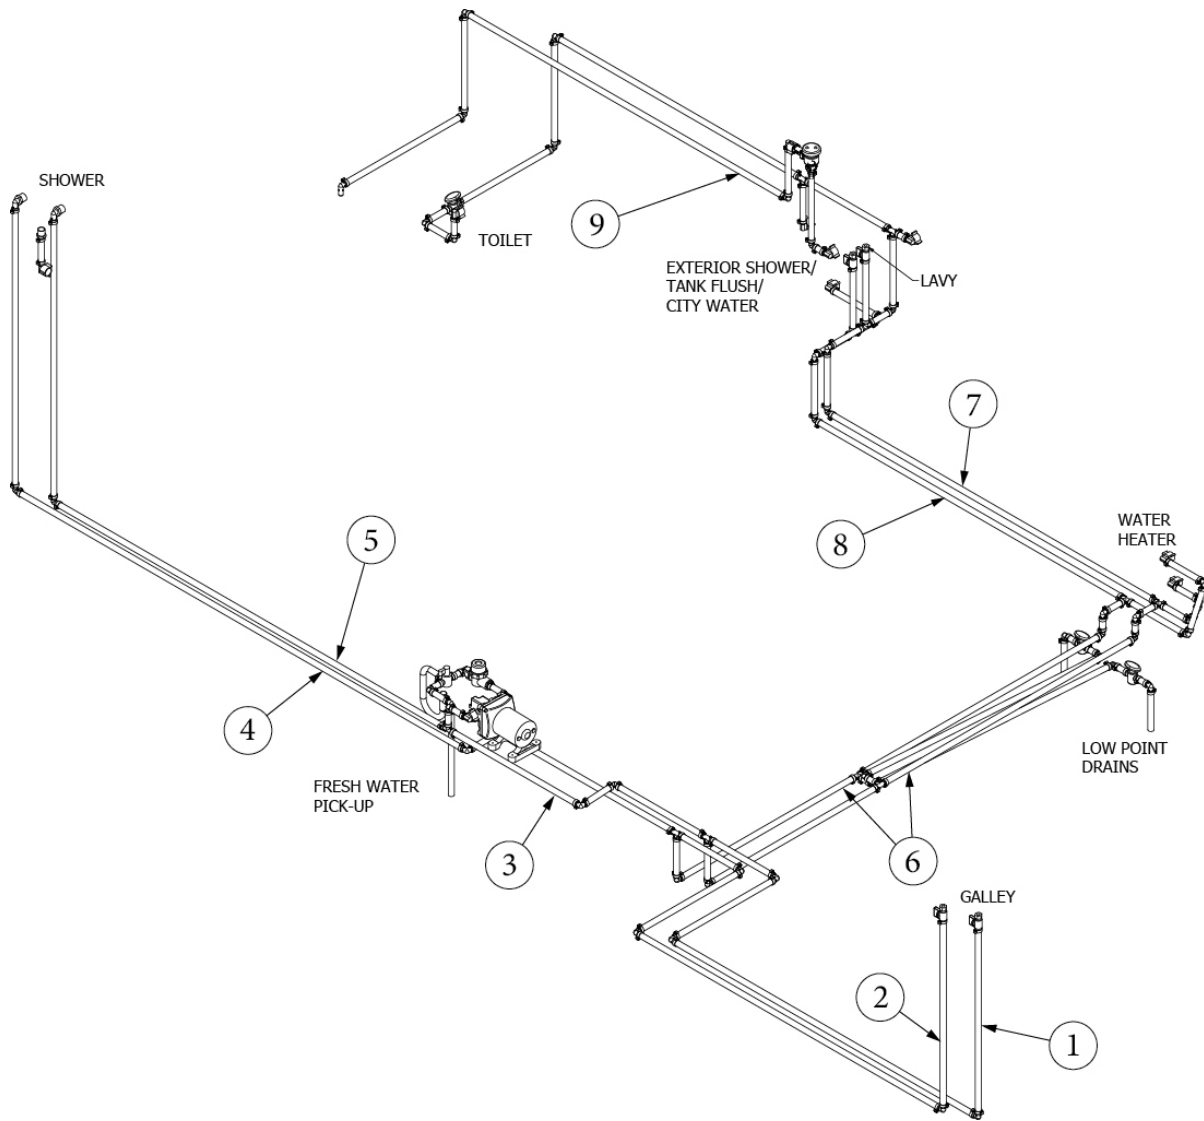 SHOWER
TOILET
9
EXTERIOR SHOWER/
TANK FLUSH/
CITY WATER
LAVY
7
8
WATER
HEATER
5
4
FRESH WATER
PICK-UP
LOW POINT
DRAINS
3
6
GALLEY
2
1